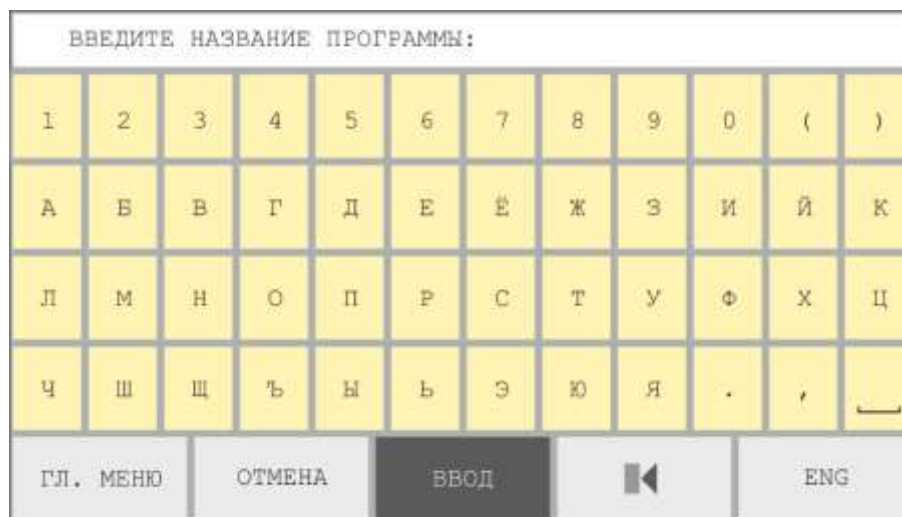 ВВЕДИТЕ НАЗВАНИЕ ПРОГРАММЫ:
1 2 3 4 5 6 7 8 9 0 ( )
А Б В Г Д Е Ё Ж З И Й К
Л М Н О П Р С Т У Ф Х Ц
Ч Ш Щ Ъ Ы Ь Э Ю Я . ,
ГЛ. МЕНЮ ОТМЕНА ВВОД ENG